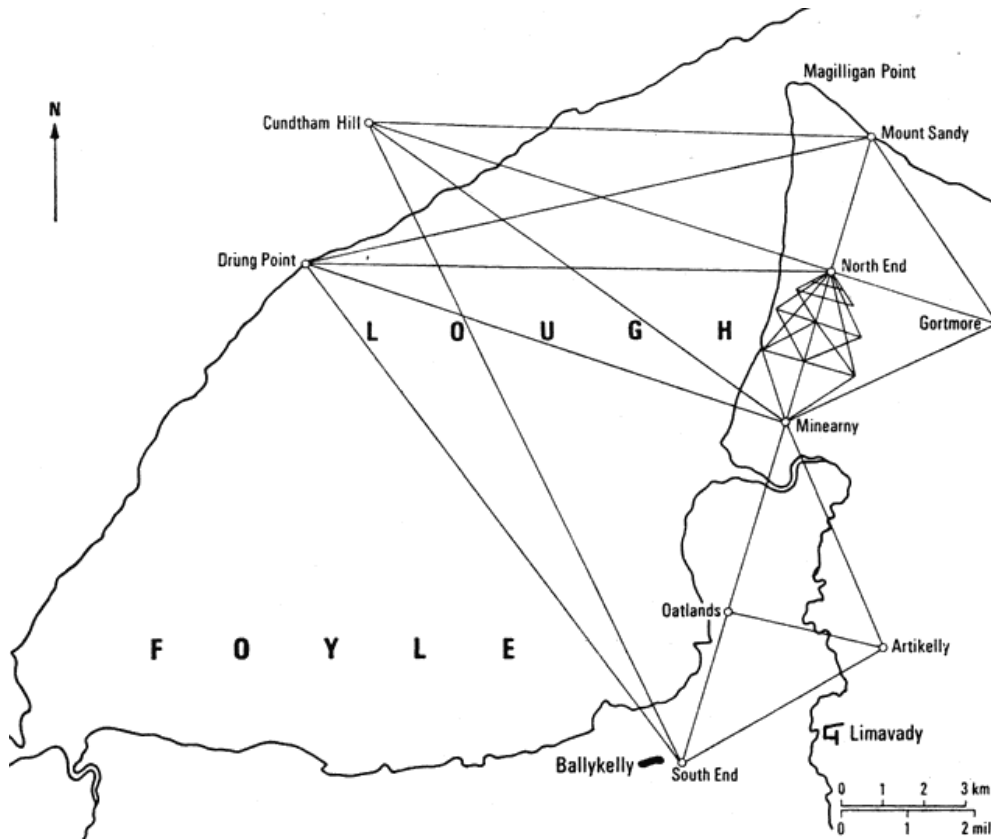 Magilligan Point
N
Cundtham Hill
Mount Sandy
Drung Point
North End
L O U G H
Gortmore
Minearny
Oatlands
F O Y L E
Artikelly
Limavady
Ballykelly
South End
0 1 2 3 km
0 1 2 mil